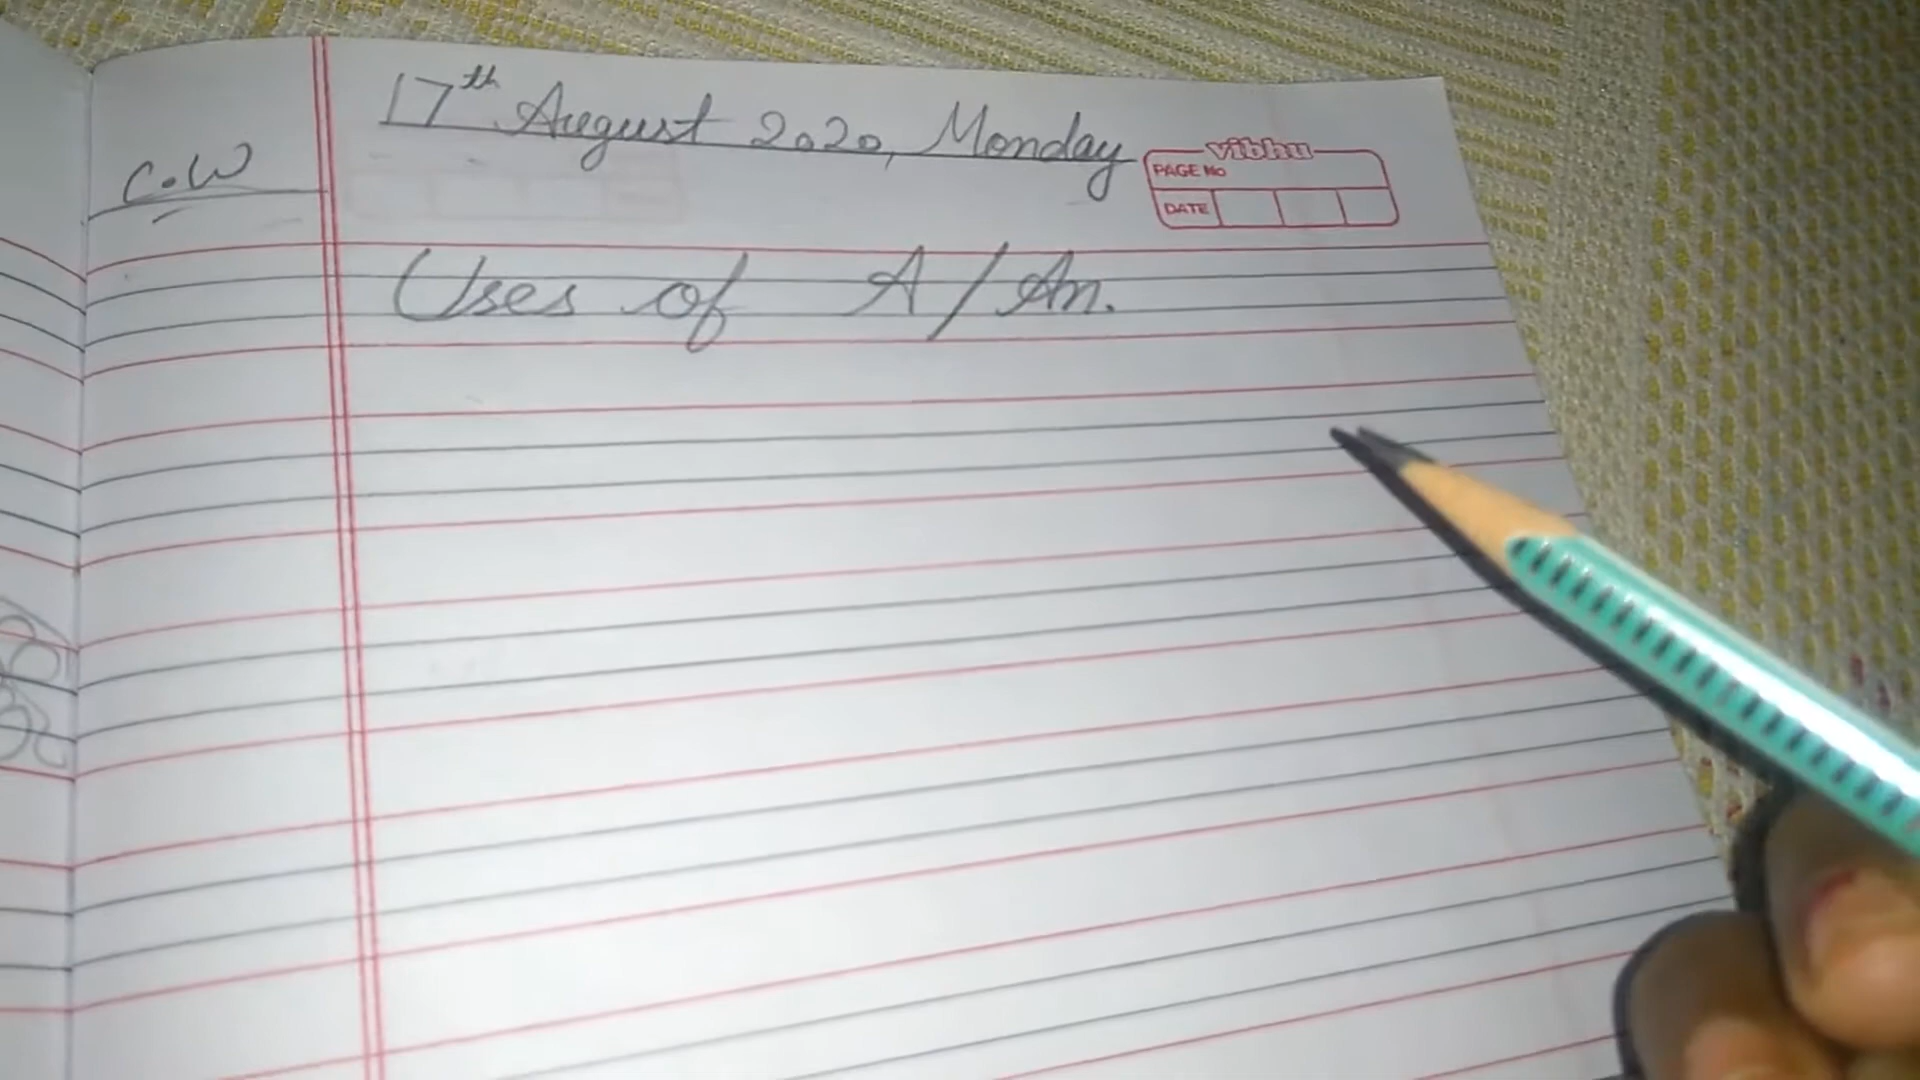 17th August 2020, Monday
vibhu
PAGE No
DATE
C.W
Uses of A/An.